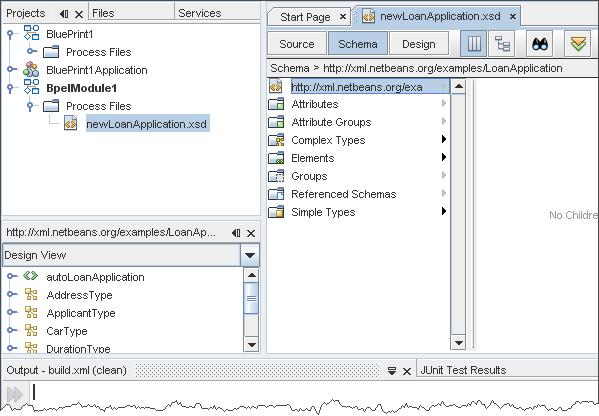 Projects Files Services
BluePrint1
Process Files
BluePrint1 Application
BpelModule1
Process Files
newLoanApplication.xsd
Start Page newLoanApplication.xsd
Source Schema Design
Schema > http://xml.netbeans.org/examples/LoanApplication
http://xml.netbeans.org/exa
Attributes
Attribute Groups
Complex Types
Elements
Groups
Referenced Schemas
Simple Types
No Childre
http://xml.netbeans.org/examples/LoanAp...
Design View
autoLoanApplication
AddressType
ApplicantType
CarType
DurationType
Output - build.xml (clean) JUnit Test Results